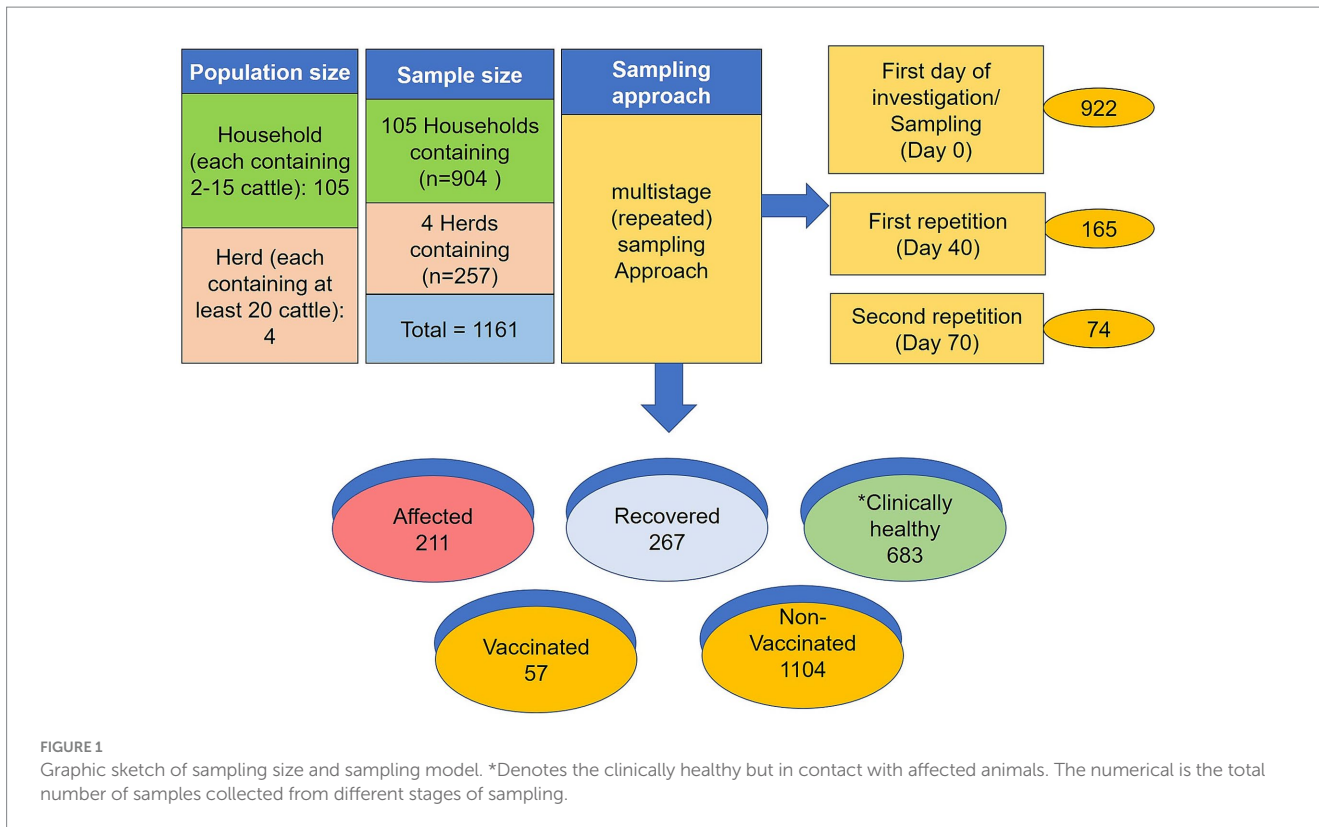 Population size
Household
(each containing
2-15 cattle): 105
Herd (each
containing at
least 20 cattle):
4
Sample size
105 Households
containing
(n=904 )
4 Herds
containing
(n=257)
Total = 1161
Sampling
approach
multistage
(repeated)
sampling
Approach
First day of
investigation/
Sampling
(Day 0)
922
First repetition
(Day 40)
165
Second repetition
(Day 70)
74
Affected
211
Recovered
267
*Clinically
healthy
683
Vaccinated
57
Non-
Vaccinated
1104
FIGURE 1
Graphic sketch of sampling size and sampling model. *Denotes the clinically healthy but in contact with affected animals. The numerical is the total
number of samples collected from different stages of sampling.